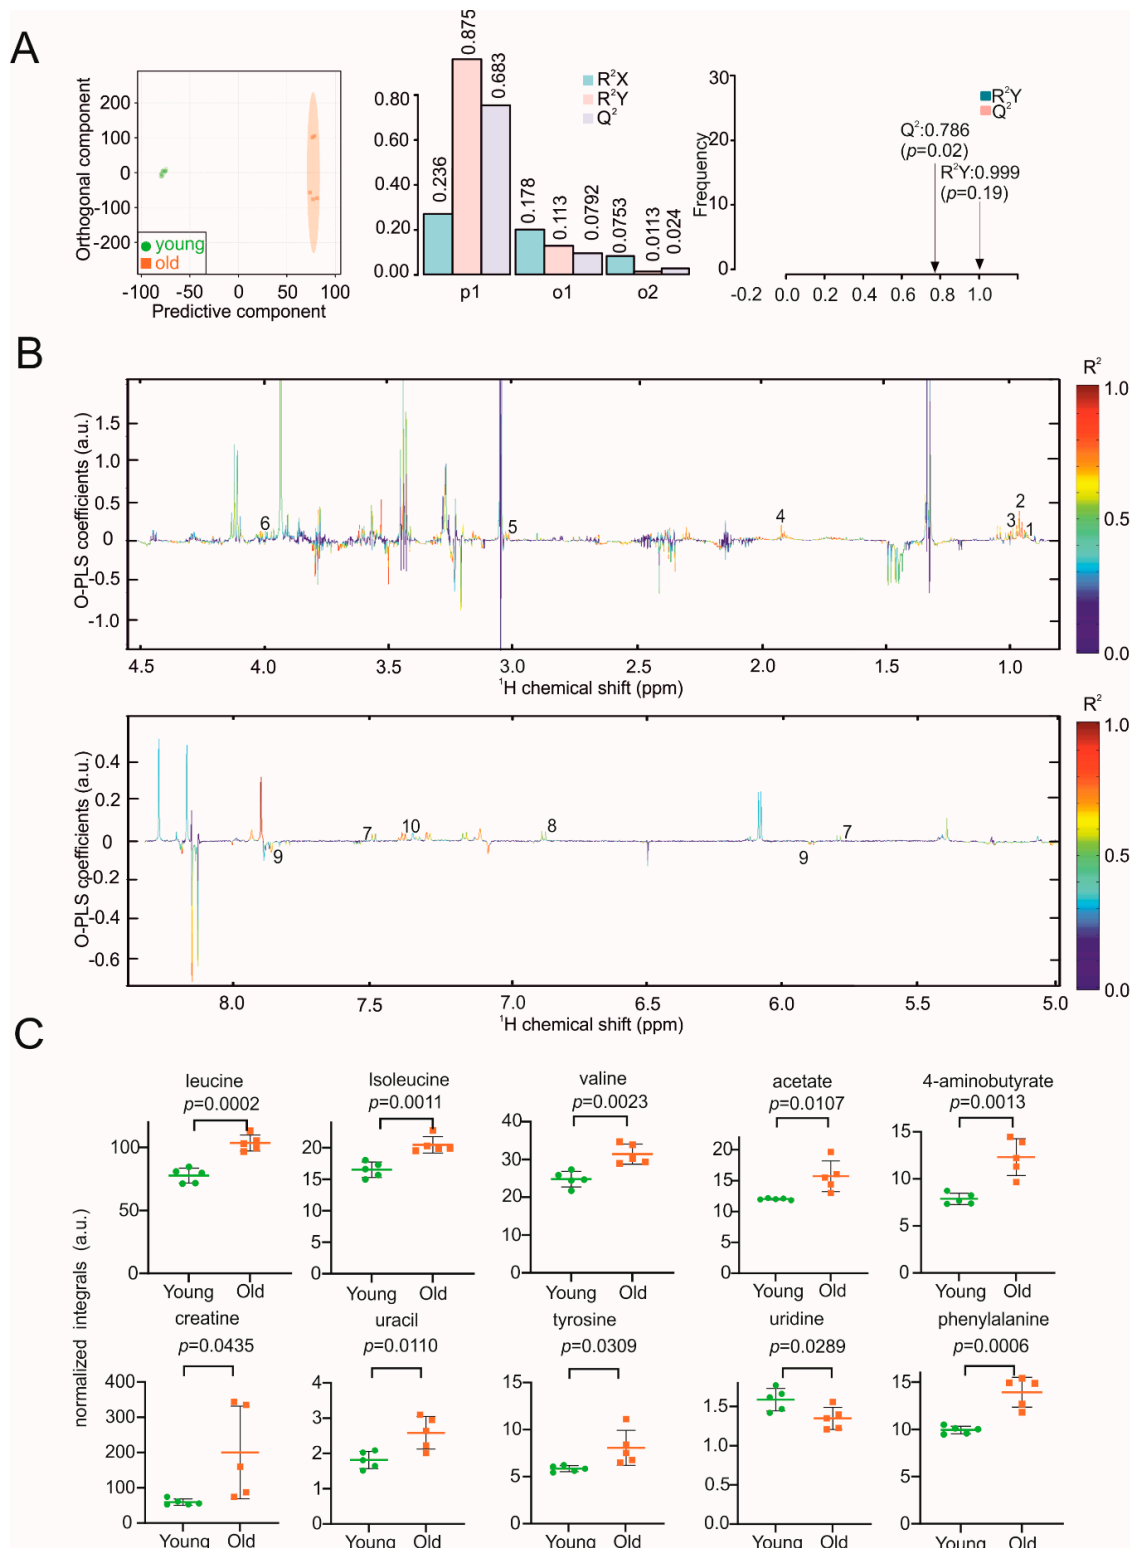 A
Orthogonal component
200
100
0
-100
-200
young
old
-100 -50 0 50 100
Predictive component
0.80
0.60
0.40
0.20
0.00
0.236
0.875
0.683
0.178
0.113
0.0792
0.0753
0.0113
0.024
p1 o1 o2
R²X
R²Y
Q²
Frequency
30
20
10
0
R²Y
Q²
Q²:0.786
(p=0.02)
R²Y:0.999
(p=0.19)
-0.2 0.0 0.2 0.4 0.6 0.8 1.0
B
O-PLS coefficients (a.u.)
1.5
1.0
0.5
0
-0.5
-1.0
6 5 4 3 2 1
4.5 4.0 3.5 3.0 2.5 2.0 1.5 1.0
¹H chemical shift (ppm)
R²
1.0
0.5
0.0
O-PLS coefficients (a.u.)
0.4
0.2
0
-0.2
-0.4
-0.6
9 7 10 8 9 7
8.0 7.5 7.0 6.5 6.0 5.5 5.0
¹H chemical shift (ppm)
R²
1.0
0.5
0.0
C
normalized integrals (a.u.)
leucine
p=0.0002
100
50
0
Young Old
Isoleucine
p=0.0011
20
15
10
5
0
Young Old
valine
p=0.0023
40
30
20
10
0
Young Old
acetate
p=0.0107
20
15
10
5
0
Young Old
4-aminobutyrate
p=0.0013
15
10
5
0
Young Old
creatine
p=0.0435
400
300
200
100
0
Young Old
uracil
p=0.0110
4
3
2
1
0
Young Old
tyrosine
p=0.0309
15
10
5
0
Young Old
uridine
p=0.0289
1.5
1.0
0.5
0.0
Young Old
phenylalanine
p=0.0006
15
10
5
0
Young Old